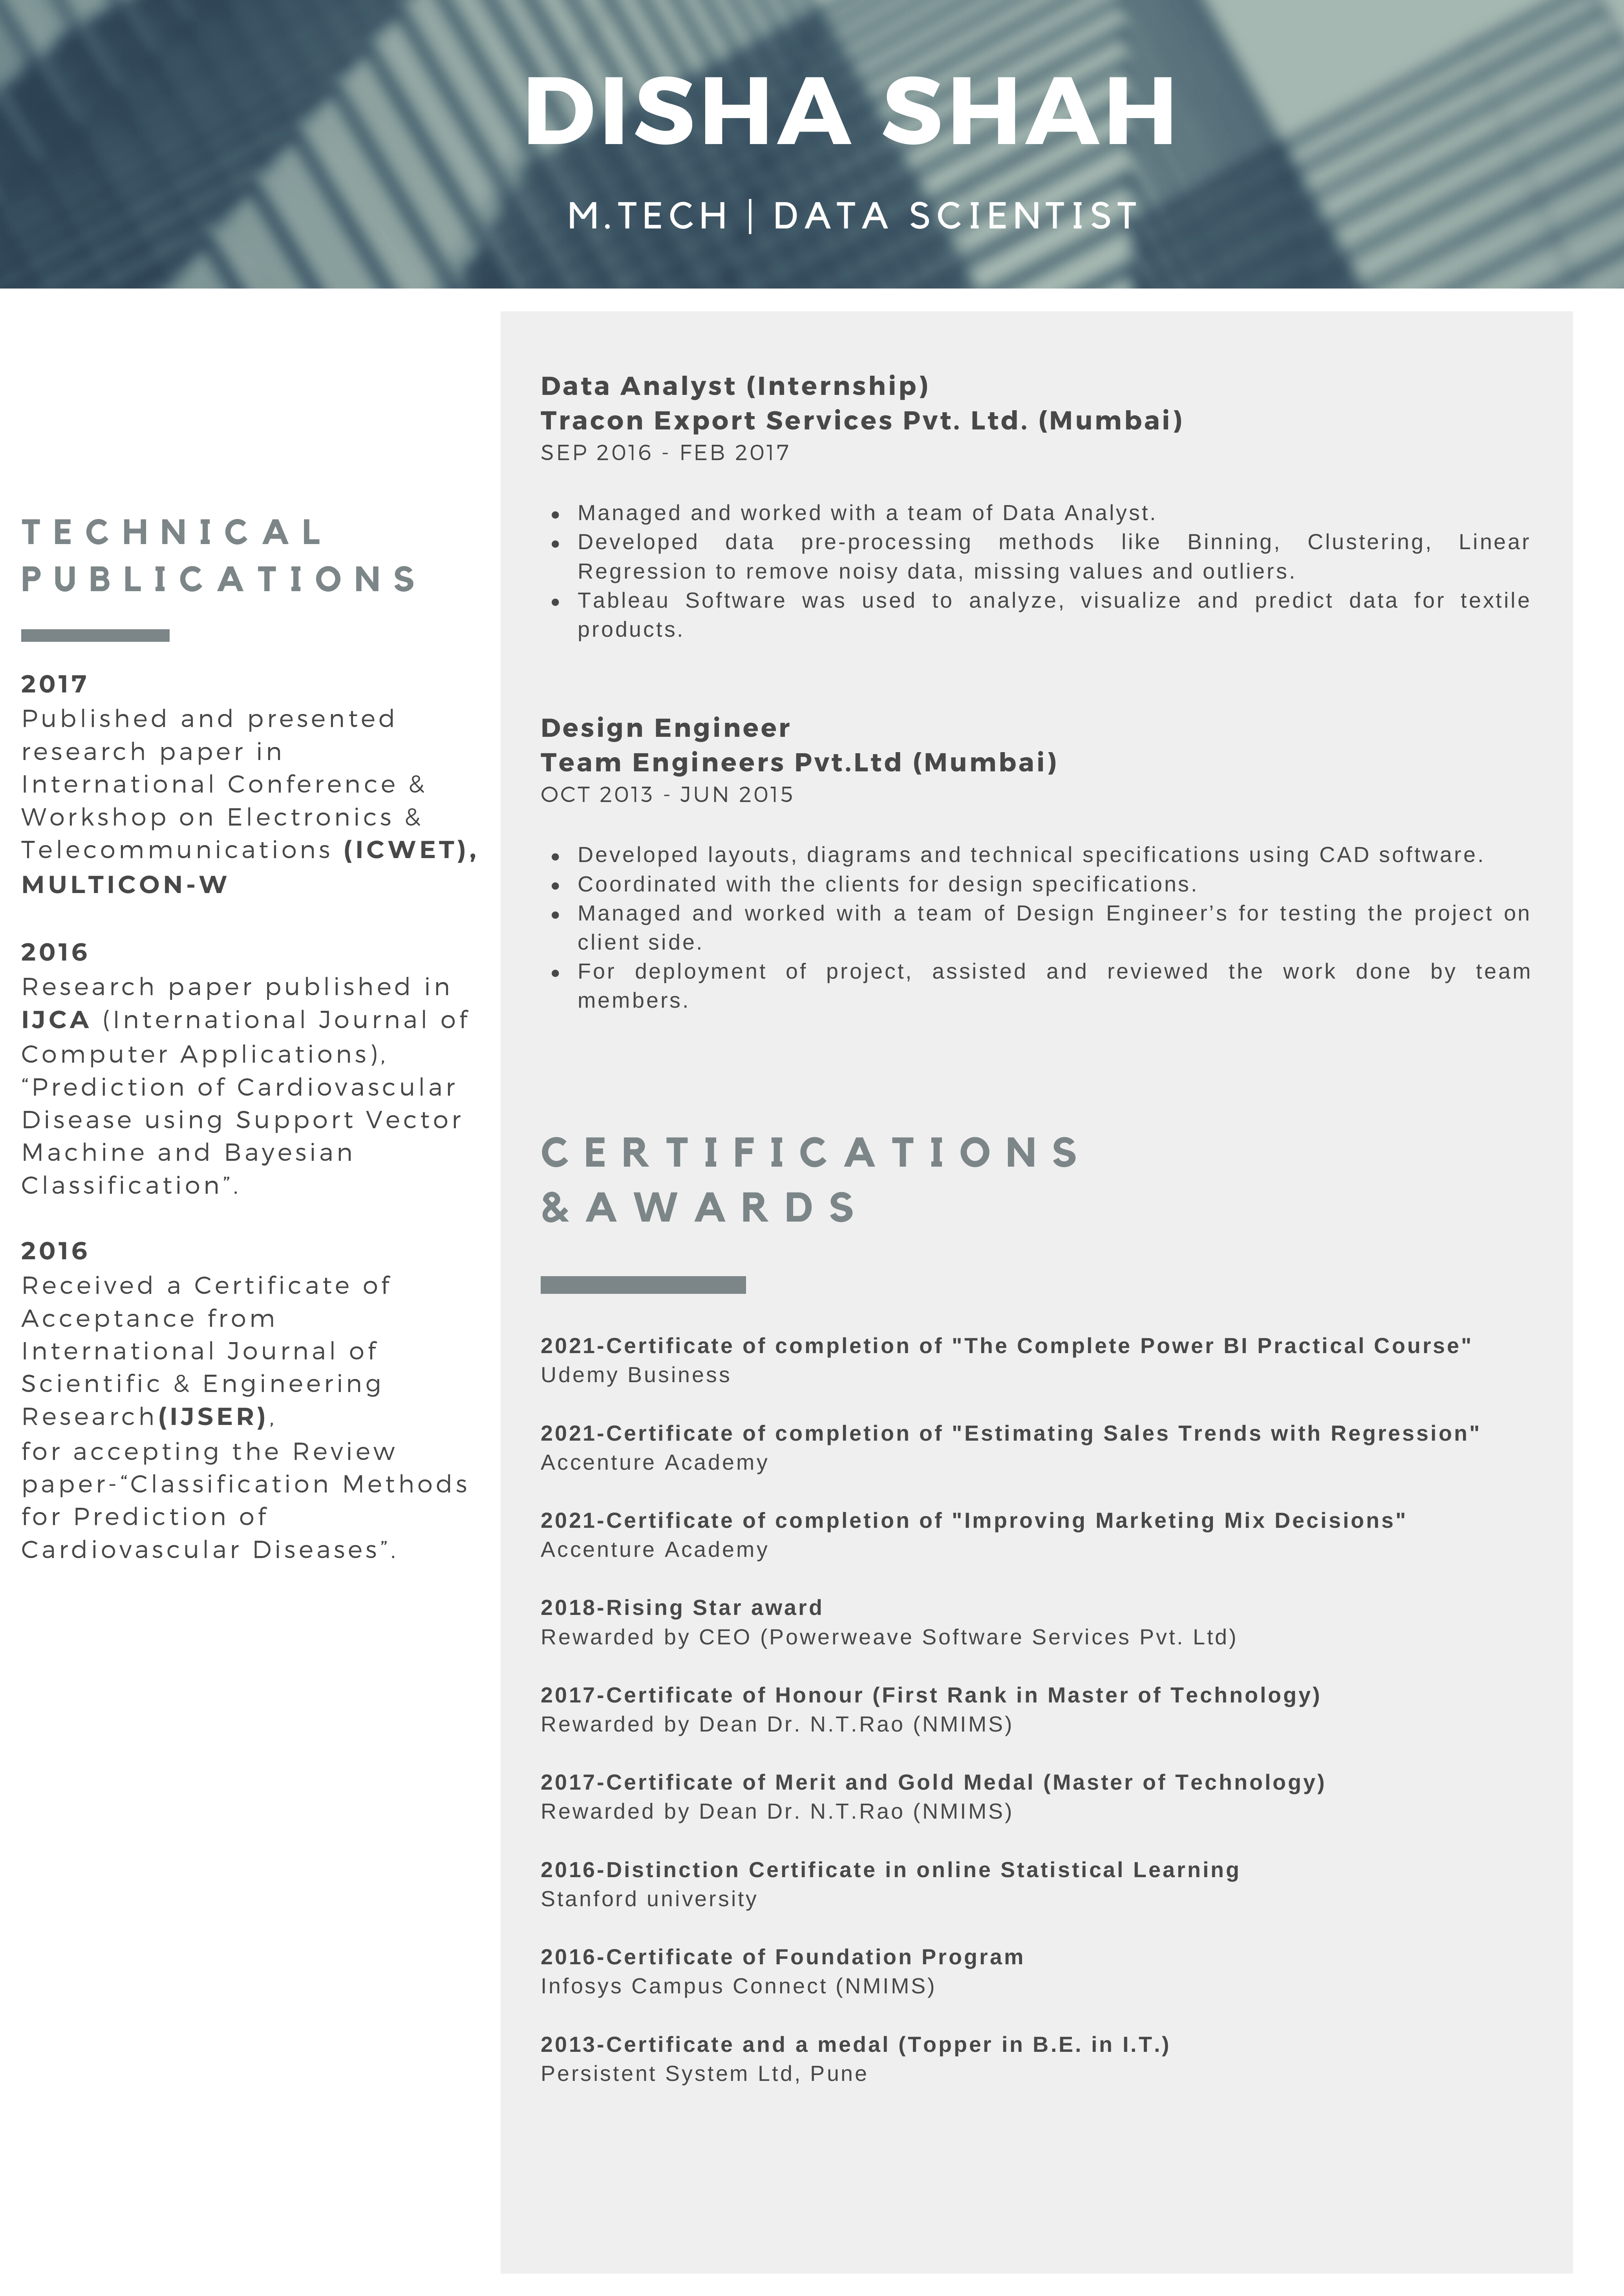 DISHA SHAH
M.TECH | DATA SCIENTIST
TECHNICAL
PUBLICATIONS
2017
Published and presented
research paper in
International Conference &
Workshop on Electronics &
Telecommunications (ICWET),
MULTICON-W
2016
Research paper published in
IJCA (International Journal of
Computer Applications),
“Prediction of Cardiovascular
Disease using Support Vector
Machine and Bayesian
Classification”.
2016
Received a Certificate of
Acceptance from
International Journal of
Scientific & Engineering
Research(IJSER),
for accepting the Review
paper-“Classification Methods
for Prediction of
Cardiovascular Diseases”.
Data Analyst (Internship)
Tracon Export Services Pvt. Ltd. (Mumbai)
SEP 2016 - FEB 2017
• Managed and worked with a team of Data Analyst.
• Developed data pre-processing methods like Binning, Clustering, Linear
Regression to remove noisy data, missing values and outliers.
• Tableau Software was used to analyze, visualize and predict data for textile
products.
Design Engineer
Team Engineers Pvt.Ltd (Mumbai)
OCT 2013 - JUN 2015
• Developed layouts, diagrams and technical specifications using CAD software.
• Coordinated with the clients for design specifications.
• Managed and worked with a team of Design Engineer’s for testing the project on
client side.
• For deployment of project, assisted and reviewed the work done by team
members.
CERTIFICATIONS
&AWARDS
2021-Certificate of completion of "The Complete Power BI Practical Course"
Udemy Business
2021-Certificate of completion of "Estimating Sales Trends with Regression"
Accenture Academy
2021-Certificate of completion of "Improving Marketing Mix Decisions"
Accenture Academy
2018-Rising Star award
Rewarded by CEO (Powerweave Software Services Pvt. Ltd)
2017-Certificate of Honour (First Rank in Master of Technology)
Rewarded by Dean Dr. N.T.Rao (NMIMS)
2017-Certificate of Merit and Gold Medal (Master of Technology)
Rewarded by Dean Dr. N.T.Rao (NMIMS)
2016-Distinction Certificate in online Statistical Learning
Stanford university
2016-Certificate of Foundation Program
Infosys Campus Connect (NMIMS)
2013-Certificate and a medal (Topper in B.E. in I.T.)
Persistent System Ltd, Pune